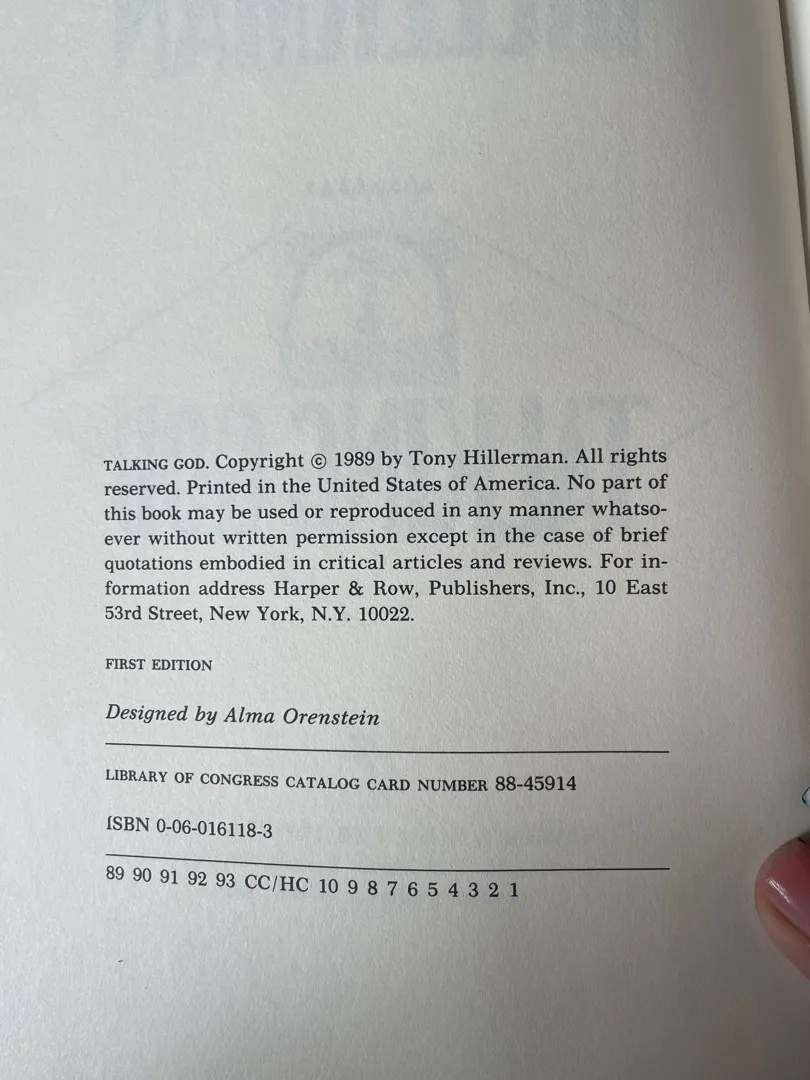 TALKING GOD. Copyright © 1989 by Tony Hillerman. All rights
reserved. Printed in the United States of America. No part of
this book may be used or reproduced in any manner whatso-
ever without written permission except in the case of brief
quotations embodied in critical articles and reviews. For in-
formation address Harper & Row, Publishers, Inc., 10 East
53rd Street, New York, N.Y. 10022.
FIRST EDITION
Designed by Alma Orenstein
LIBRARY OF CONGRESS CATALOG CARD NUMBER 88-45914
ISBN 0-06-016118-3
89 90 91 92 93 CC/HC 10 9 8 7 6 5 4 3 2 1